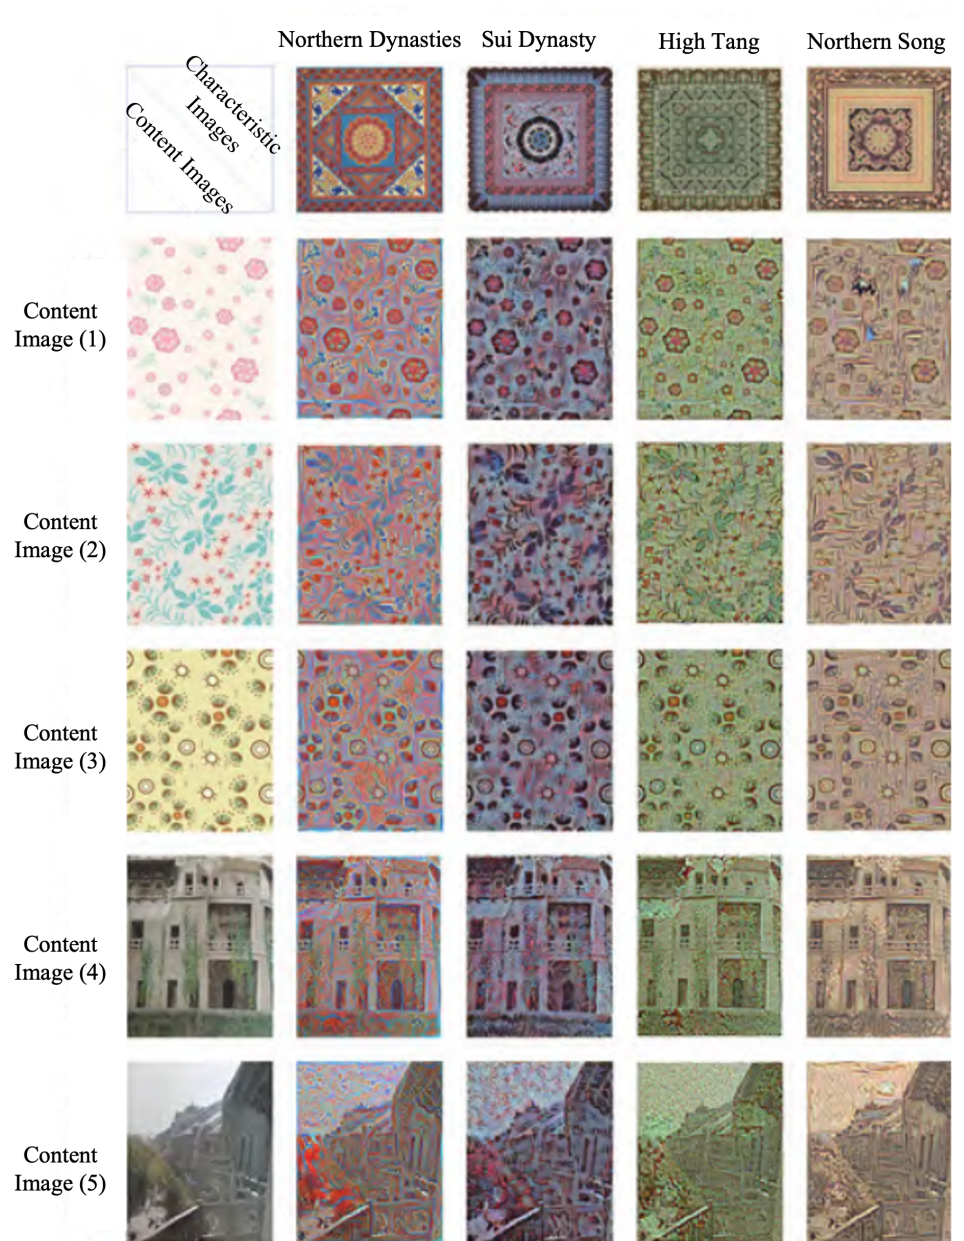 Northern Dynasties Sui Dynasty High Tang Northern Song
Characteristic
Images
Content Images
Content
Image (1)
Content
Image (2)
Content
Image (3)
Content
Image (4)
Content
Image (5)